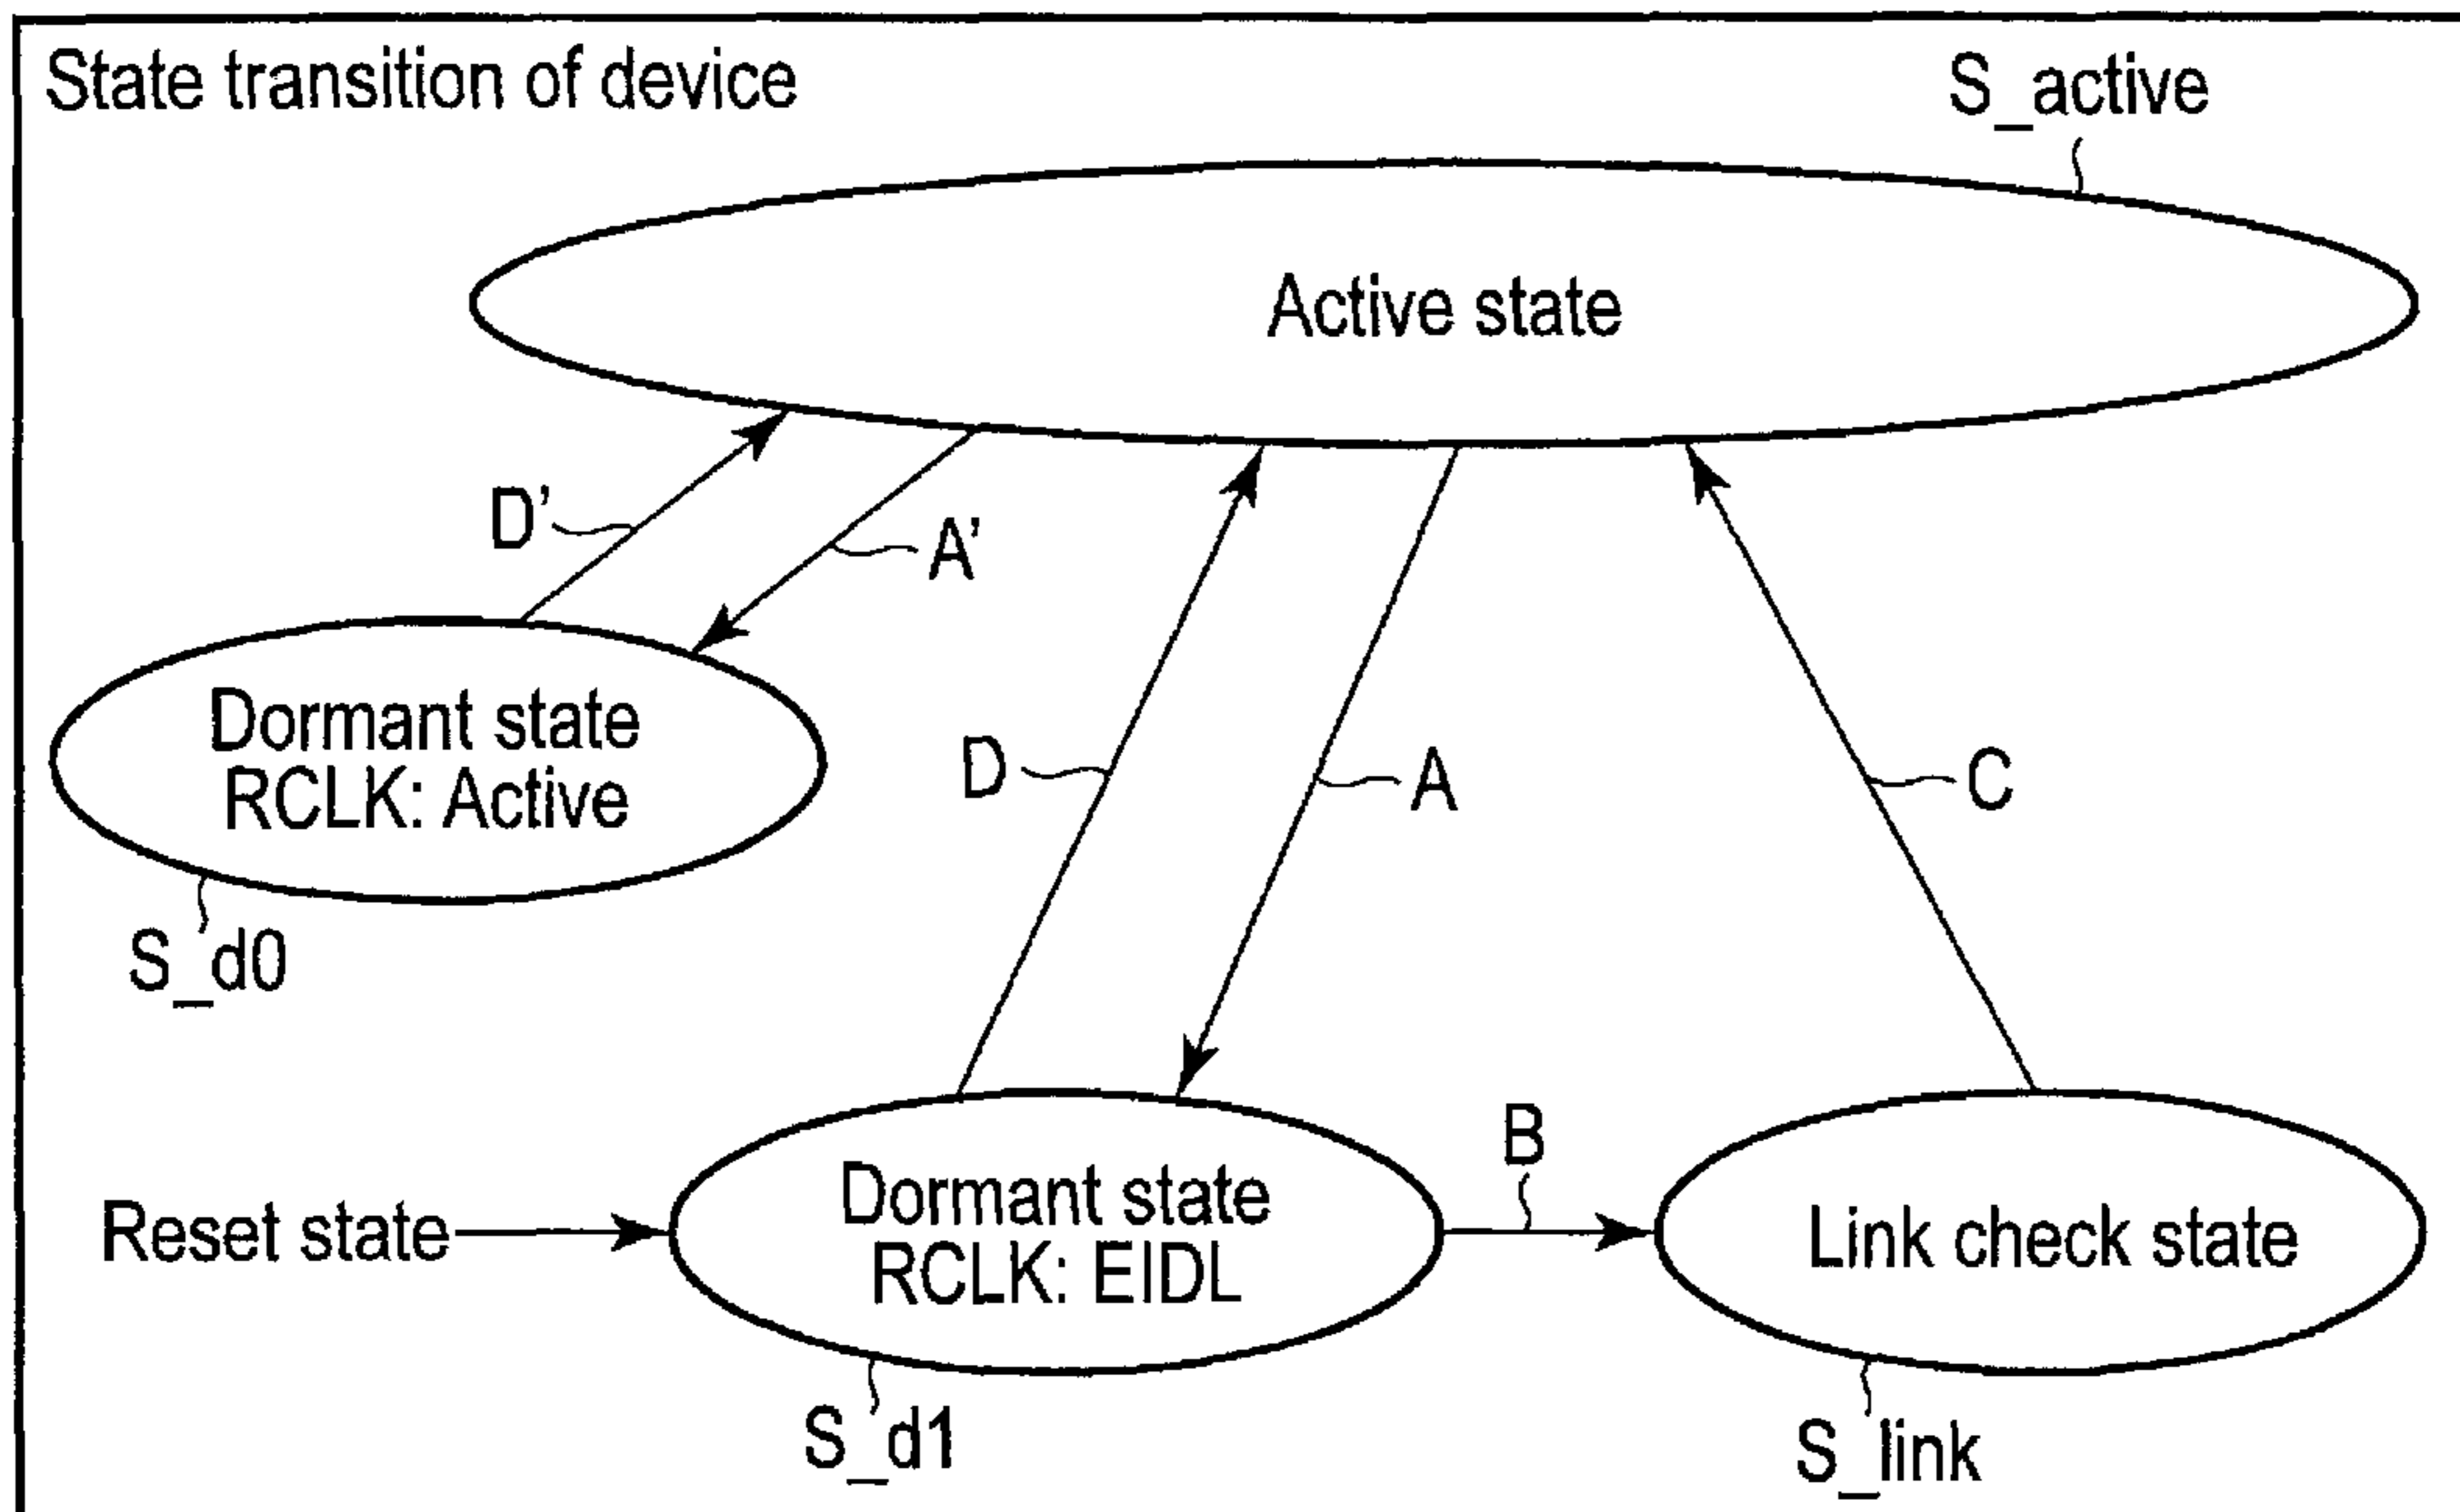 State transition of device
S_active
Active state
D'
A'
Dormant state
RCLK: Active
D
A
C
S_d0
B
Reset state
Dormant state
RCLK: EIDL
Link check state
S_d1
S_link